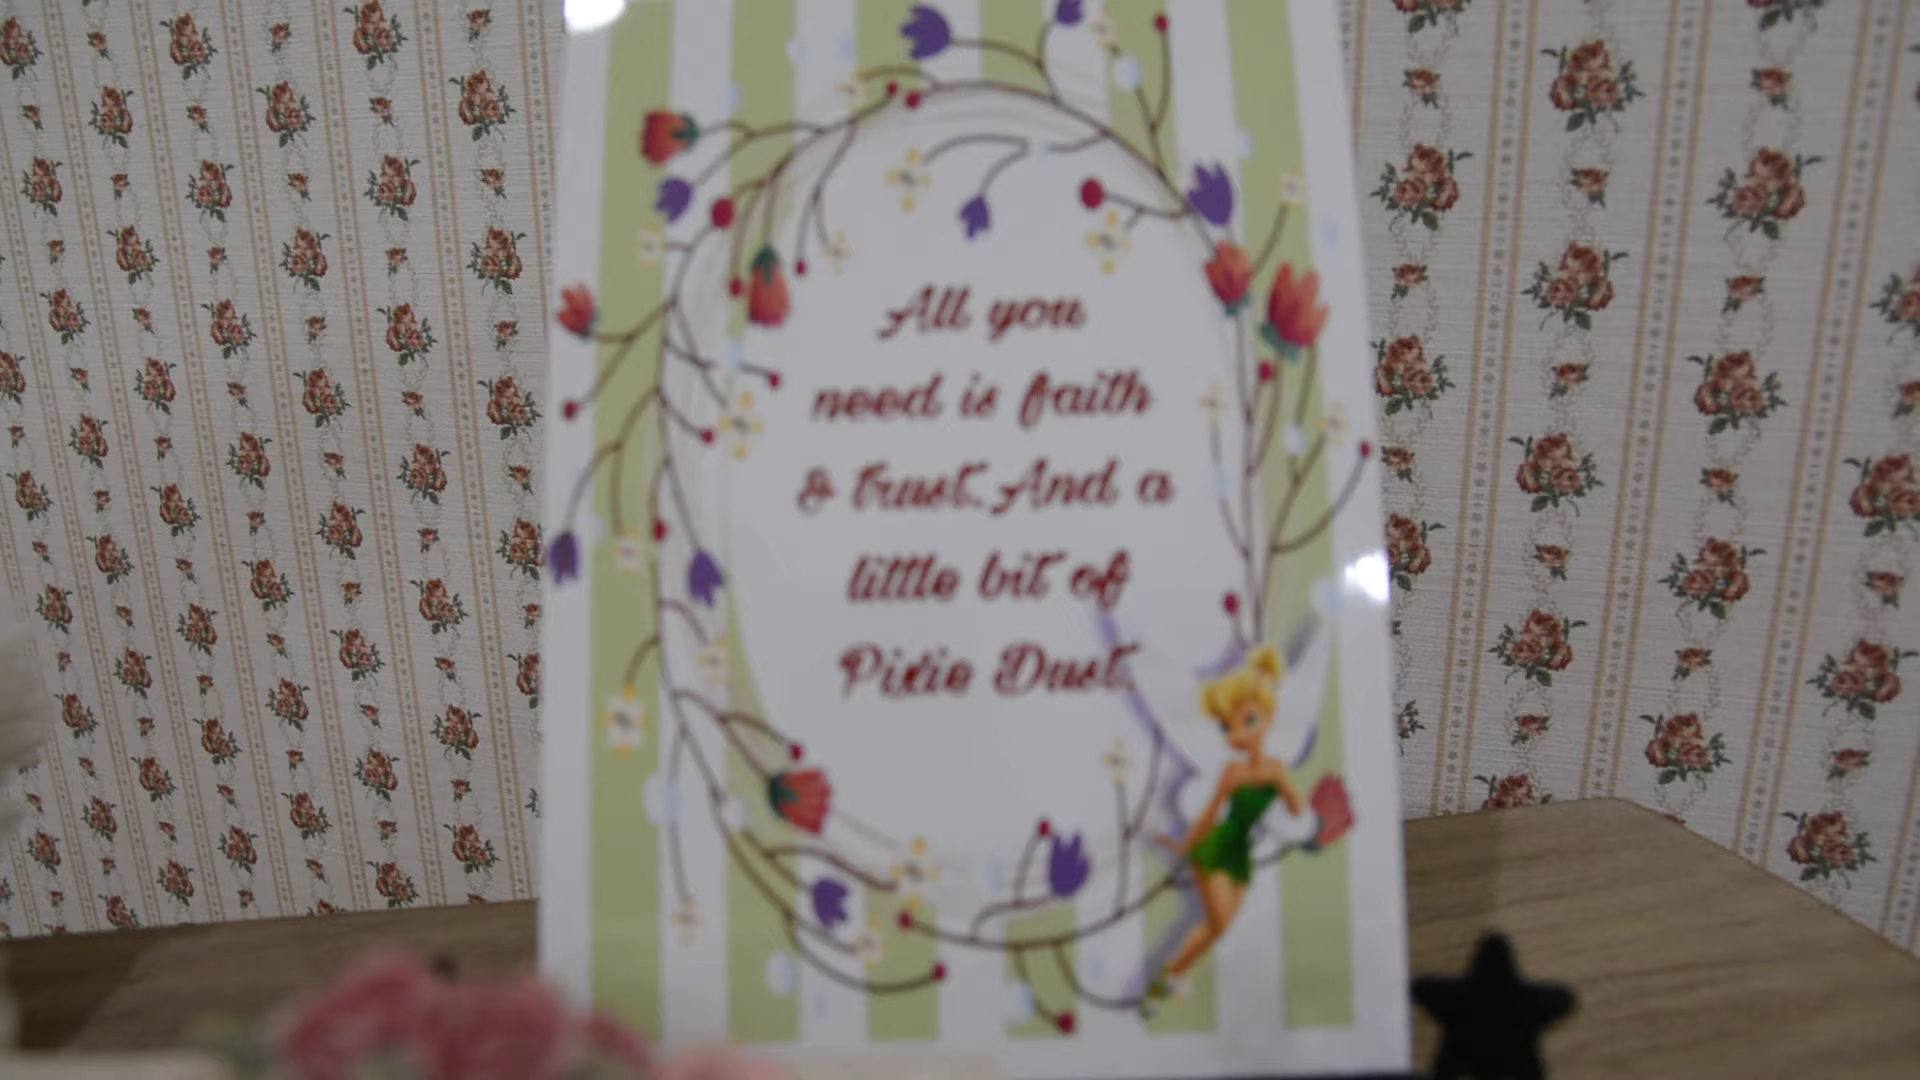 All you
need is faith
& trust. And a
little bit of
Pixie Dust.